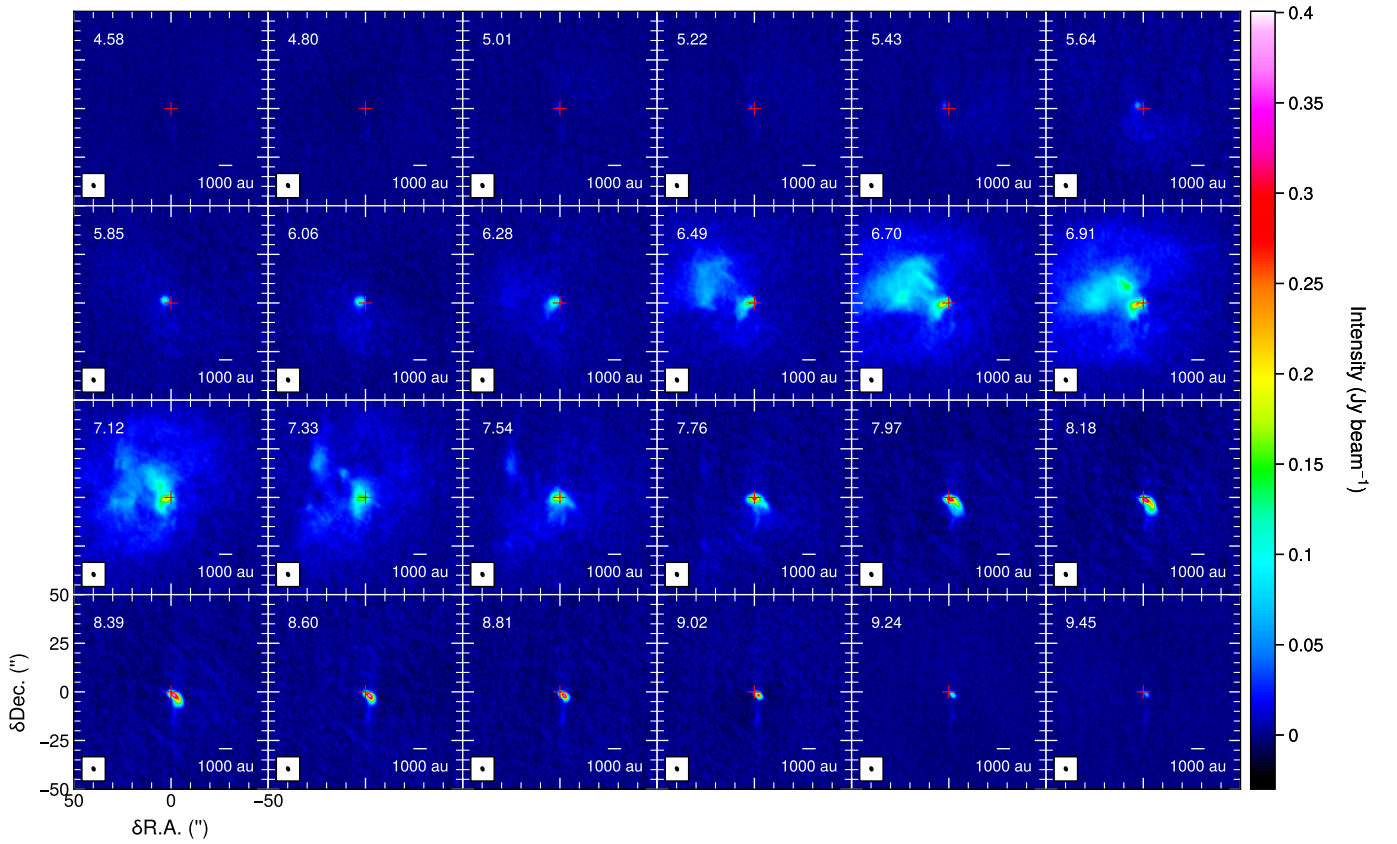 4.58 4.80 5.01 5.22 5.43 5.64
1000 au 1000 au 1000 au 1000 au 1000 au 1000 au
5.85 6.06 6.28 6.49 6.70 6.91
1000 au 1000 au 1000 au 1000 au 1000 au 1000 au
7.12 7.33 7.54 7.76 7.97 8.18
1000 au 1000 au 1000 au 1000 au 1000 au 1000 au
8.39 8.60 8.81 9.02 9.24 9.45
1000 au 1000 au 1000 au 1000 au 1000 au 1000 au
50
25
0
−25
−50
δDec. (")
50 0 −50
δR.A. (")
0.4
0.35
0.3
0.25
0.2
0.15
0.1
0.05
0
Intensity (Jy beam⁻¹)